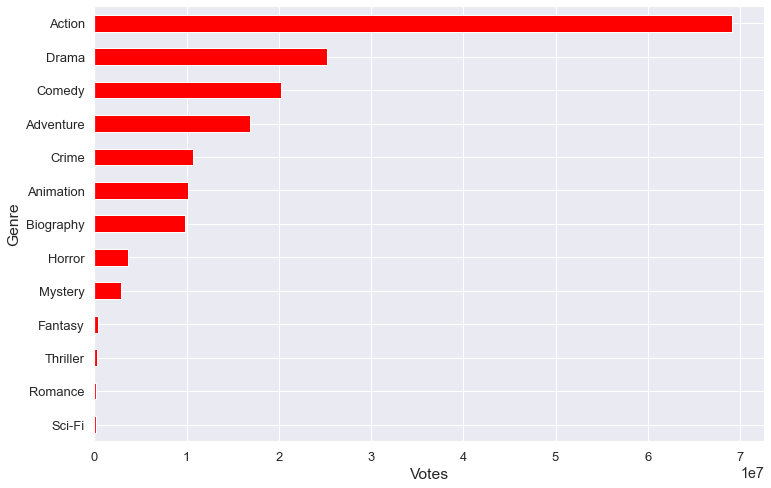 Action
Drama
Comedy
Adventure
Crime
Animation
Biography
Horror
Mystery
Fantasy
Thriller
Romance
Sci-Fi
Genre
0 1 2 3 4 5 6 7
1e7
Votes